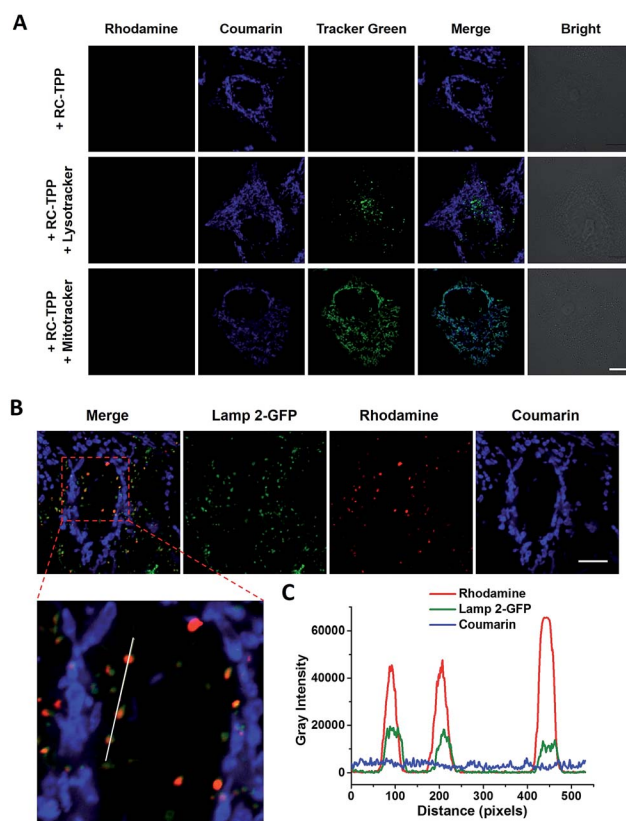 A
Rhodamine Coumarin Tracker Green Merge Bright
+ RC-TPP
+ RC-TPP
+ Lysotracker
+ RC-TPP
+ Mitotracker
B
Merge Lamp 2-GFP Rhodamine Coumarin
C
Rhodamine
Lamp 2-GFP
Coumarin
Gray Intensity
60000
40000
20000
0
0 100 200 300 400 500
Distance (pixels)